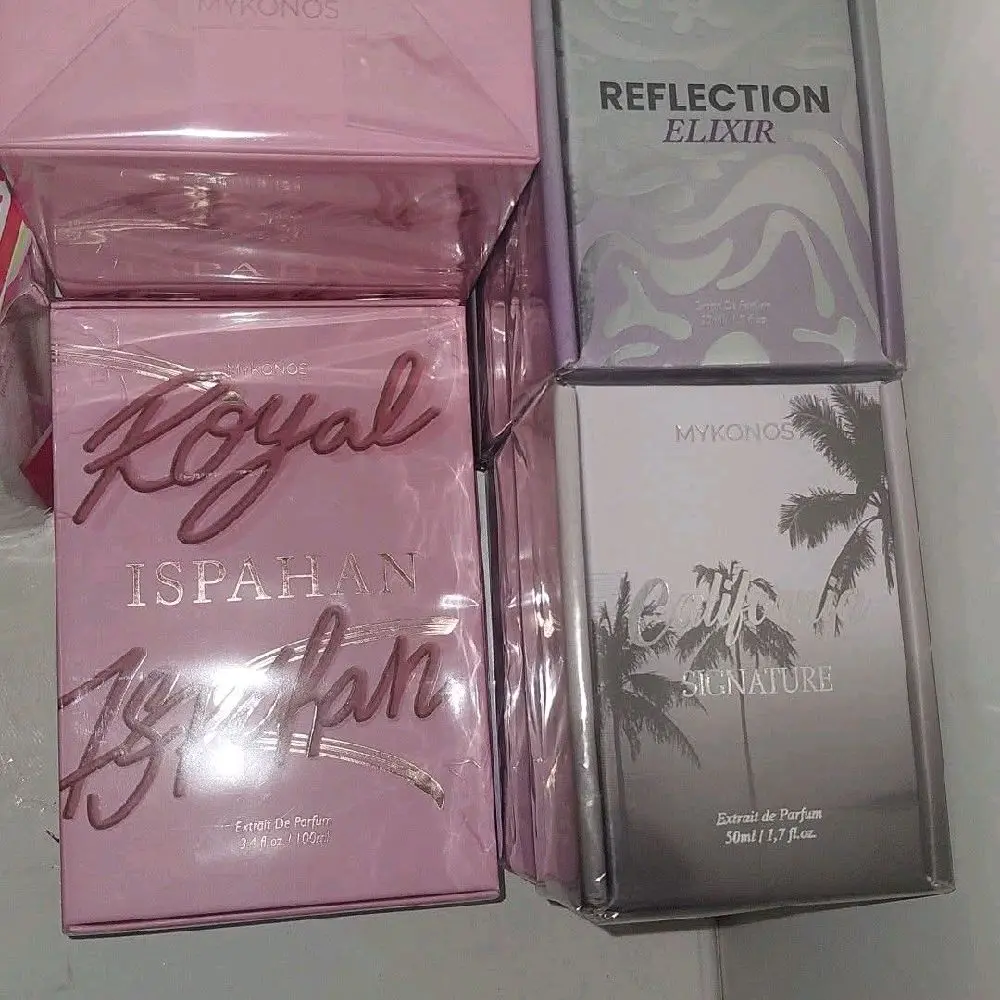 MYKONOS
REFLECTION
ELIXIR
MYKONOS
Royal
ISPAHAN
Ispahan
Extrait De Parfum
3.4 fl.oz / 100ml
MYKONOS
California
SIGNATURE
Extrait de Parfum
50ml / 1,7 fl.oz.